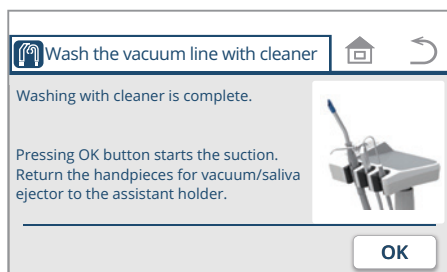 Wash the vacuum line with cleaner
Washing with cleaner is complete.
Pressing OK button starts the suction.
Return the handpieces for vacuum/saliva
ejector to the assistant holder.
OK